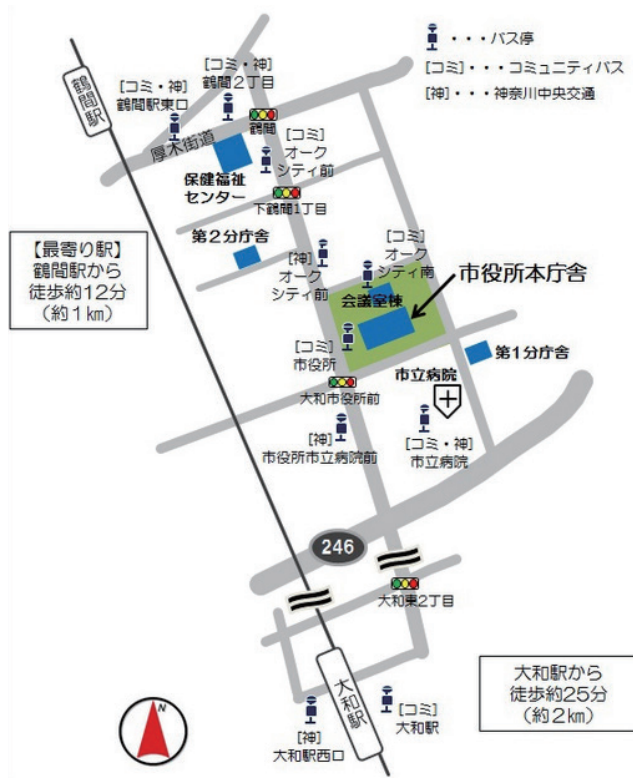 ・・・バス停
[コミ]・・・コミュニティバス
[神]・・・神奈川中央交通
鶴間駅
[コミ・神]
鶴間駅東口
[コミ・神]
鶴間2丁目
鶴間
厚木街道
[コミ]
オーク
シティ前
保健福祉
センター
下鶴間1丁目
【最寄り駅】
鶴間駅から
徒歩約12分
(約1km)
第2分庁舎
[神]
オーク
シティ前
[コミ]
オーク
シティ南
会議室棟
市役所本庁舎
[コミ]
市役所
大和市役所前
第1分庁舎
市立病院
[神]
市役所市立病院前
[コミ・神]
市立病院
246
大和東2丁目
大和駅
大和駅から
徒歩約25分
(約2km)
[コミ]
大和駅
[神]
大和駅西口
N